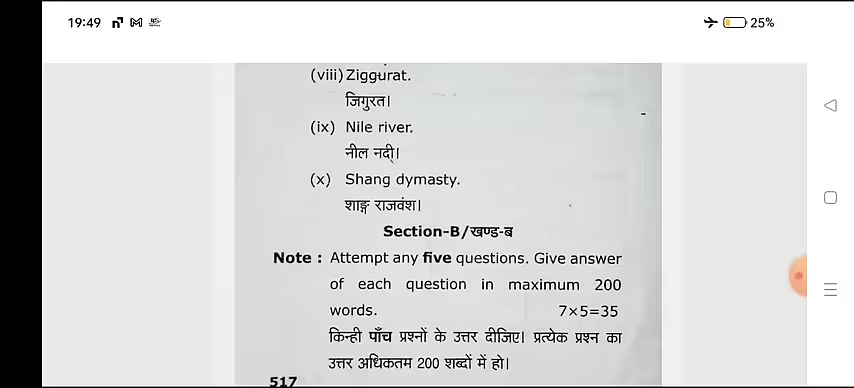 19:49
25%
(viii) Ziggurat.
जिगुरत।
(ix) Nile river.
नील नदी।
(x) Shang dymasty.
शाङ्ग राजवंश।
Section-B/खण्ड-ब
Note : Attempt any five questions. Give answer
of each question in maximum 200
words. 7×5=35
किन्ही पाँच प्रश्नों के उत्तर दीजिए। प्रत्येक प्रश्न का
उत्तर अधिकतम 200 शब्दों में हो।
517